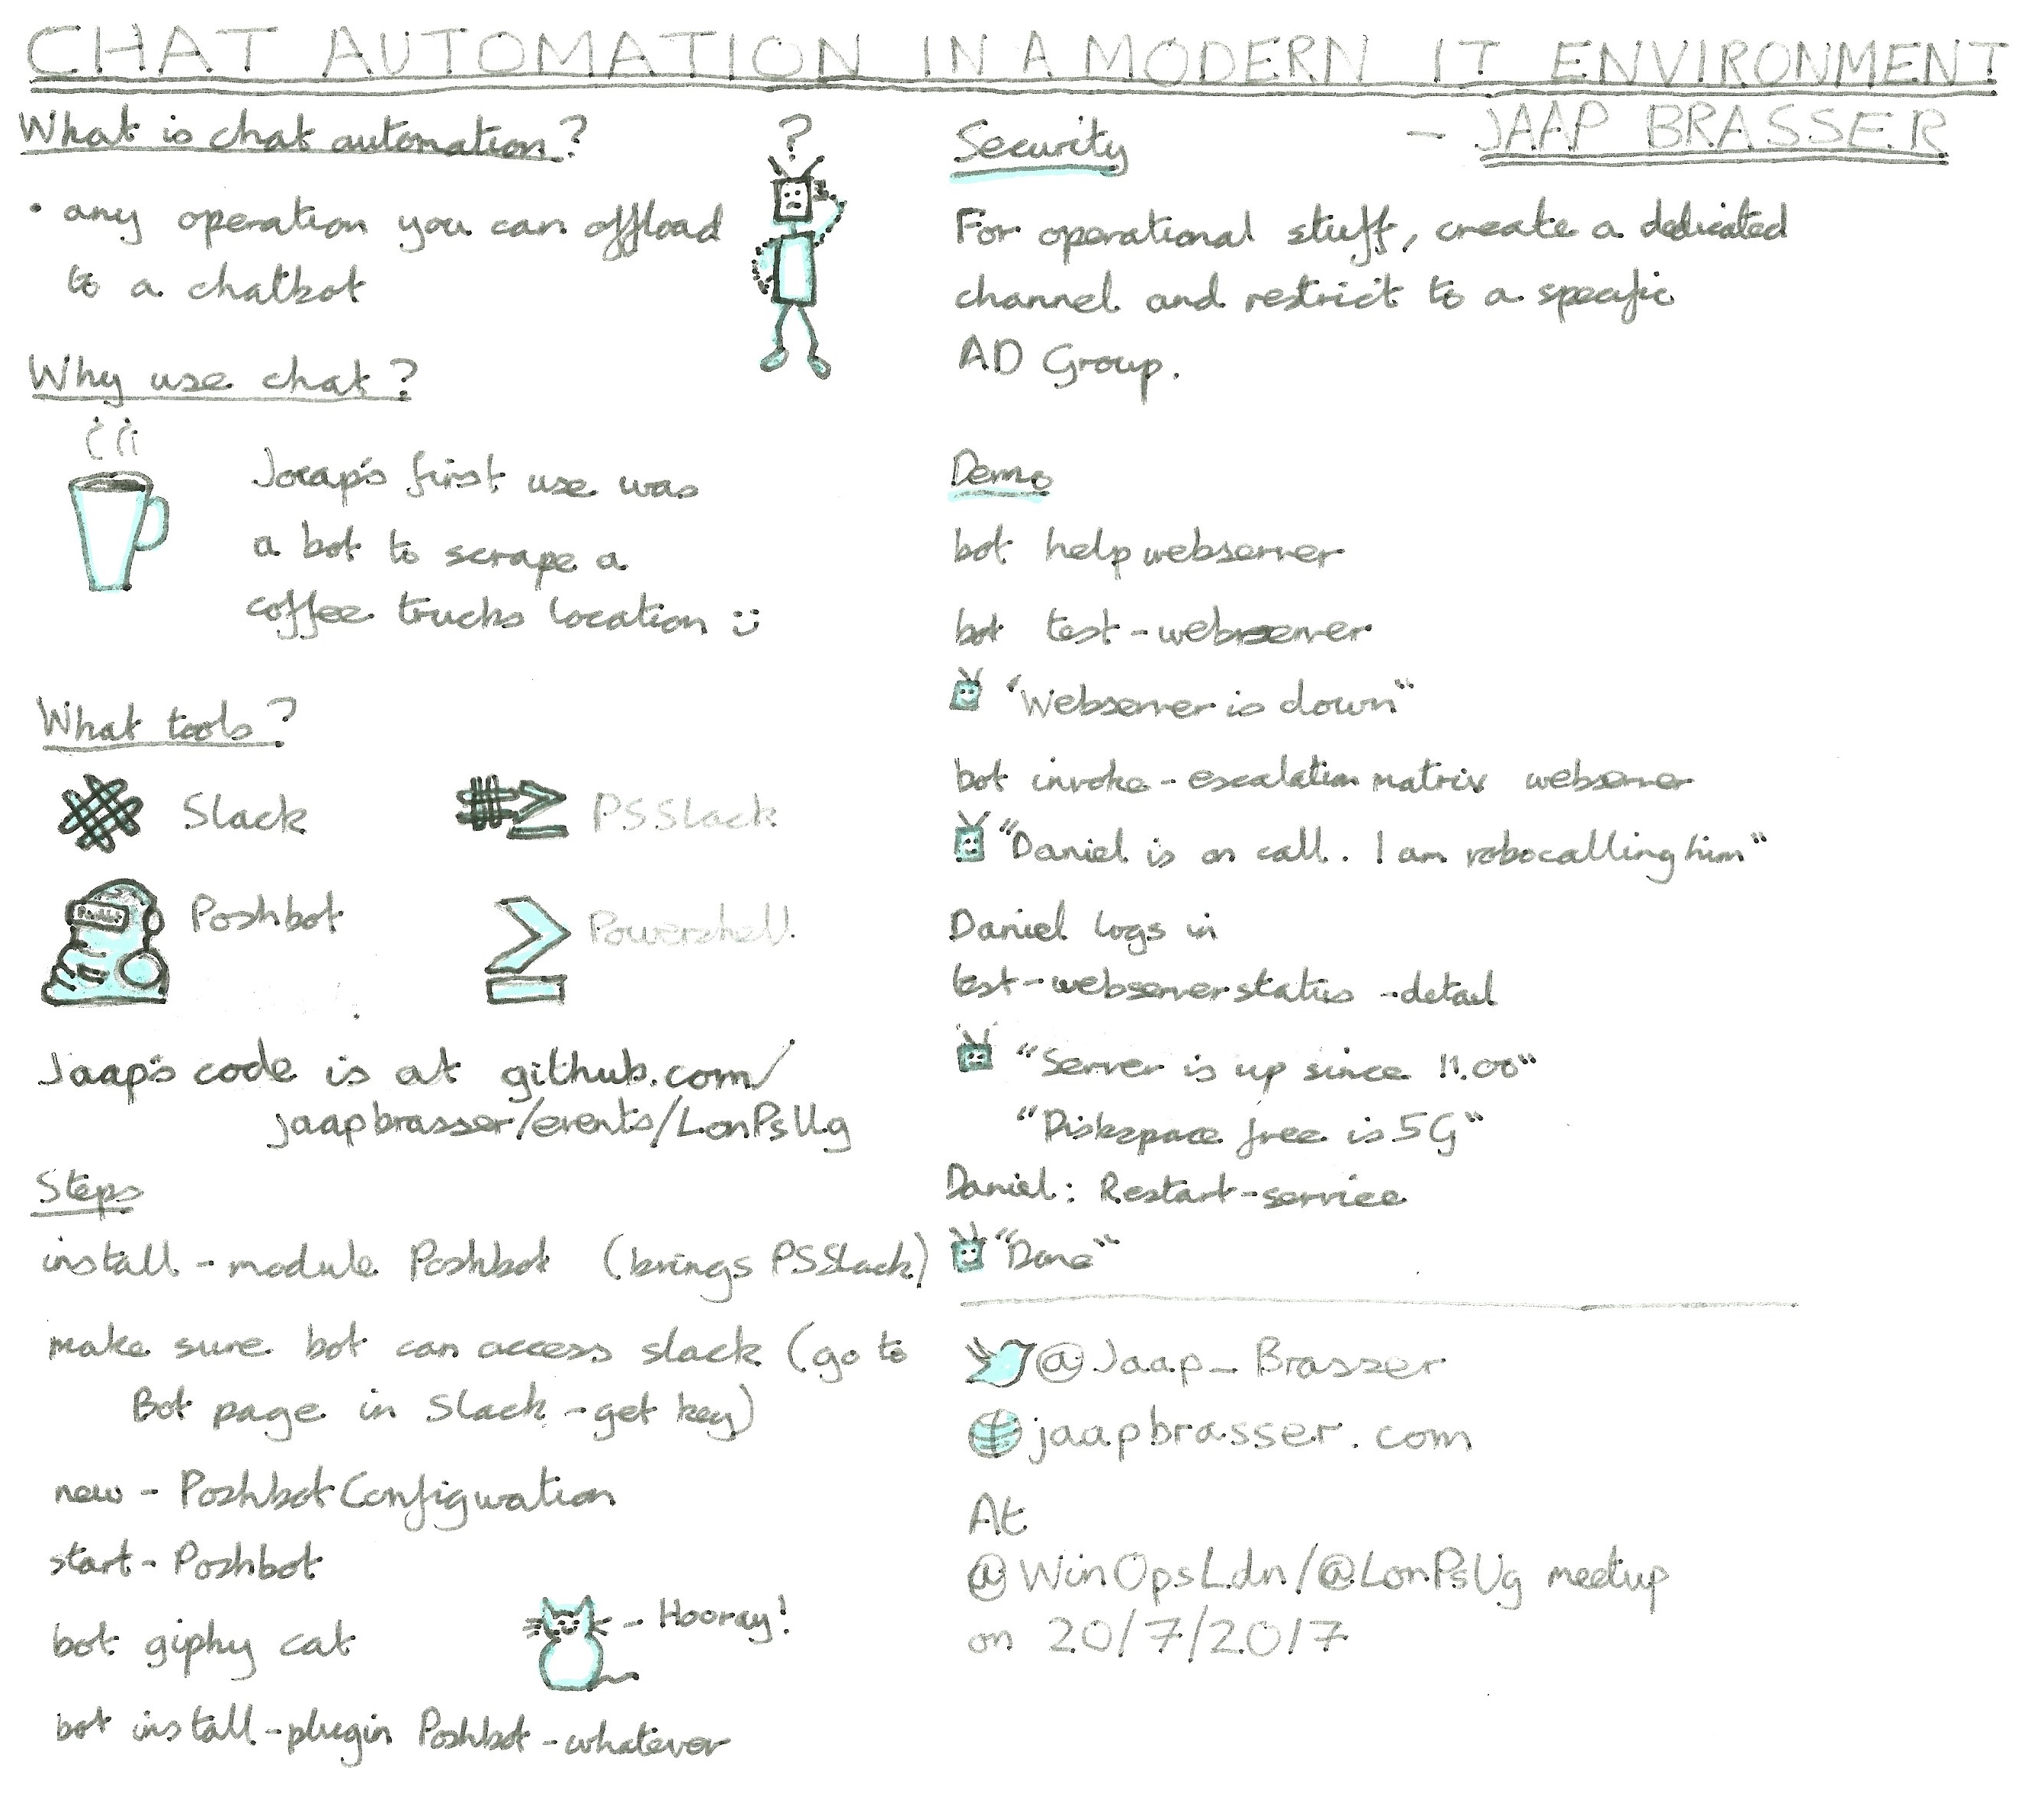 CHAT AUTOMATION IN A MODERN IT ENVIRONMENT
- JAAP BRASSER
What is chat automation?
• any operation you can offload
to a chatbot
?
Why use chat?
Jaap's first use was
a bot to scrape a
coffee trucks location :)
What tools?
Slack
PSSlack
Poshbot
Powershell
Jaap's code is at github.com/
jaapbrasser/events/LonPsUg
Steps
install-module Poshbot (brings PSSlack)
make sure bot can access slack (go to
Bot page in Slack - get key)
new-PoshbotConfiguration
start-Poshbot
bot giphy cat
- Hooray!
bot install-plugin Poshbot-whatever
Security
For operational stuff, create a dedicated
channel and restrict to a specific
AD Group.
Demo
bot help webserver
bot test-webserver
"Webserver is down"
bot invoke-escalation matrix webserver
"Daniel is on call. I am robocalling him"
Daniel logs in
test-webserver status -detail
"Server is up since 11.00"
"Diskspace free is 5G"
Daniel: Restart-service
"Done"
@Jaap_Brasser
jaapbrasser.com
At
@WinOpsLdn/@LonPsUg meetup
on 20/7/2017